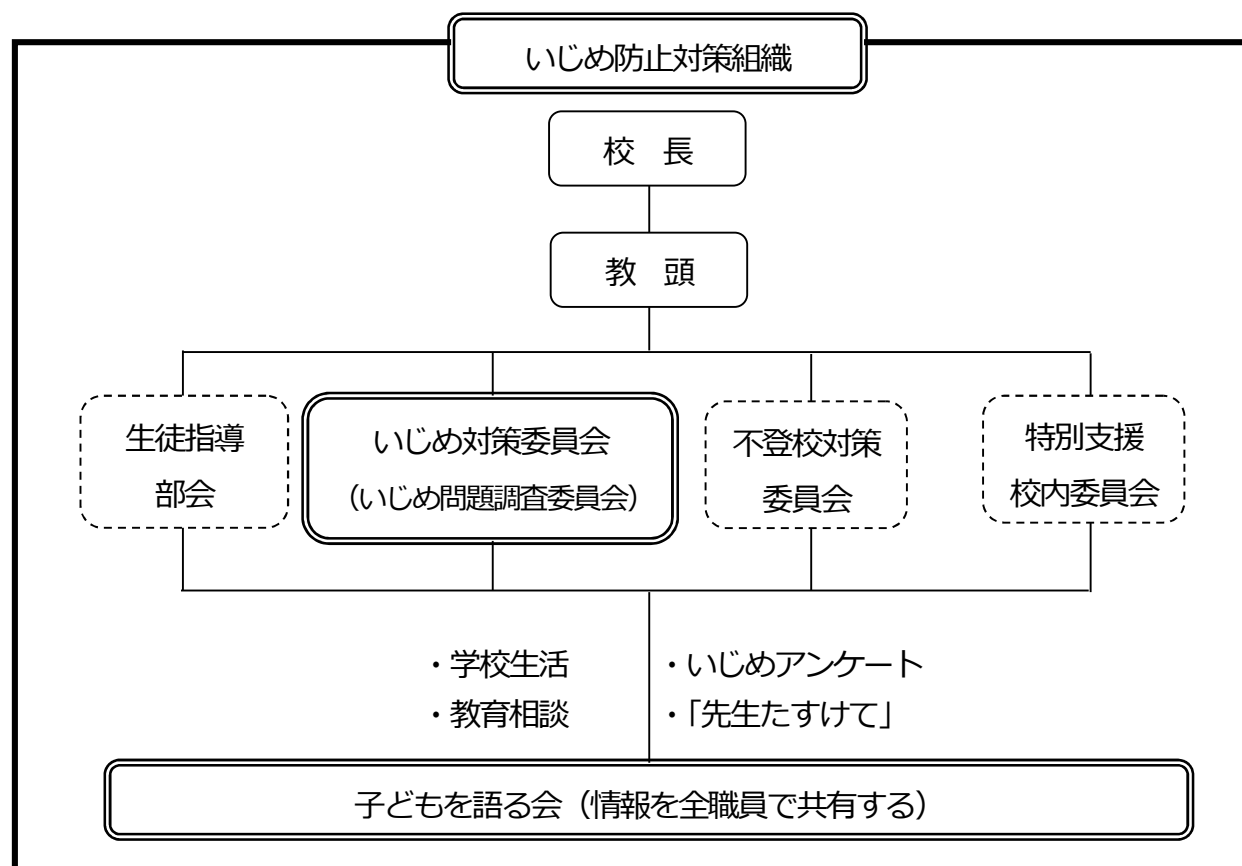 いじめ防止対策組織
校　長
教　頭
生徒指導
部会
いじめ対策委員会
（いじめ問題調査委員会）
不登校対策
委員会
特別支援
校内委員会
・学校生活
・いじめアンケート
・教育相談
・「先生たすけて」
子どもを語る会（情報を全職員で共有する）